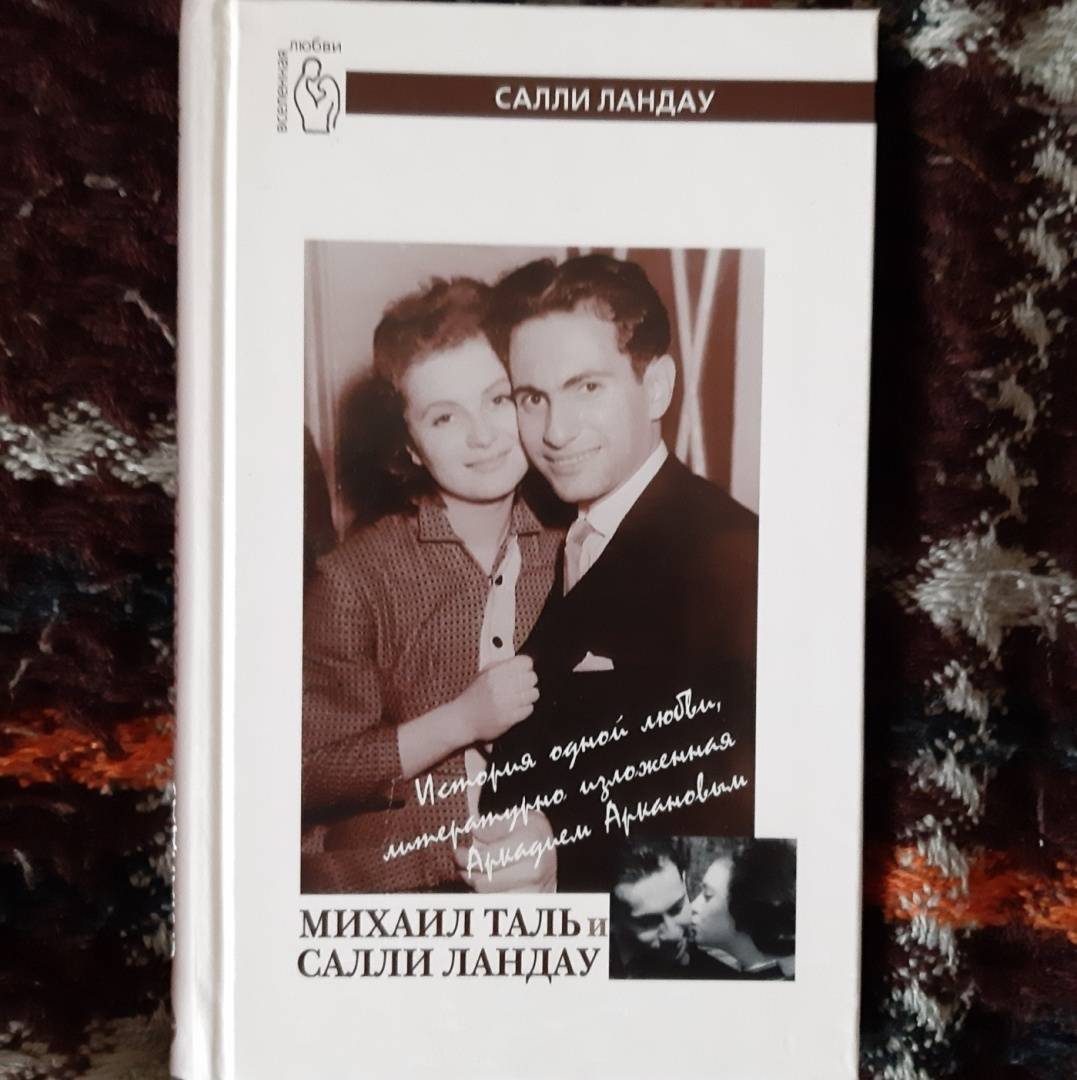 вселенная
любви
САЛЛИ ЛАНДАУ
История одной любви,
литературно изложенная
Аркадием Аркановым
МИХАИЛ ТАЛЬ и
САЛЛИ ЛАНДАУ